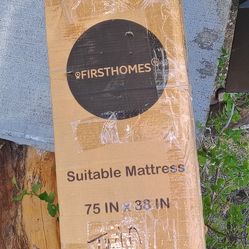 FIRSTHOMES
Suitable Mattress
75 IN x 38 IN